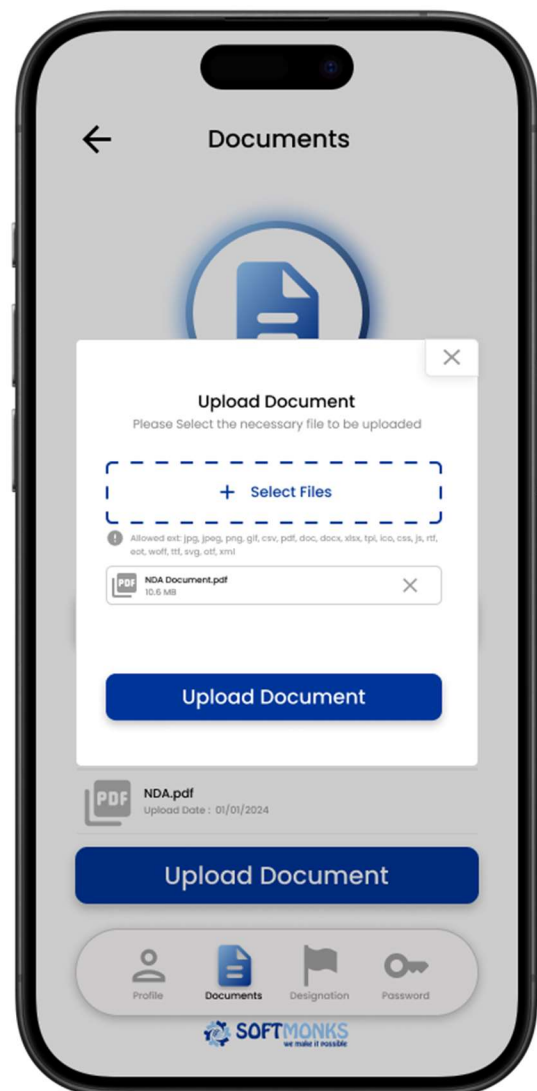 Documents
Upload Document
Please Select the necessary file to be uploaded
+ Select Files
Allowed ext: jpg, jpeg, png, gif, csv, pdf, doc, docx, xlsx, tpl, ico, css, js, rtf,
eot, woff, ttf, svg, otf, xml
PDF
NDA Document.pdf
10.6 MB
Upload Document
PDF
NDA.pdf
Upload Date : 01/01/2024
Upload Document
Profile Documents Designation Password
SOFTMONKS
we make it possible